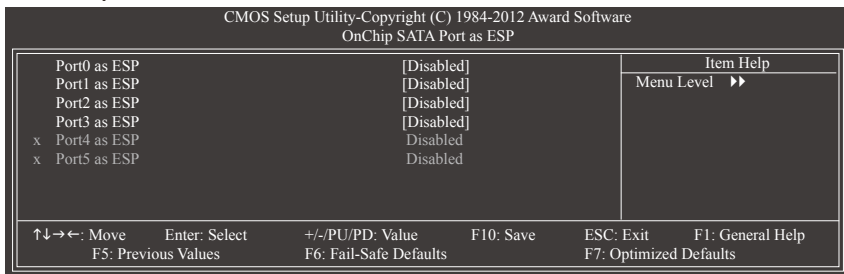 CMOS Setup Utility-Copyright (C) 1984-2012 Award Software
OnChip SATA Port as ESP
Port0 as ESP [Disabled]
Port1 as ESP [Disabled]
Port2 as ESP [Disabled]
Port3 as ESP [Disabled]
x Port4 as ESP Disabled
x Port5 as ESP Disabled
Item Help
Menu Level ▶▶
↑↓→←: Move Enter: Select +/-/PU/PD: Value F10: Save ESC: Exit F1: General Help
F5: Previous Values F6: Fail-Safe Defaults F7: Optimized Defaults